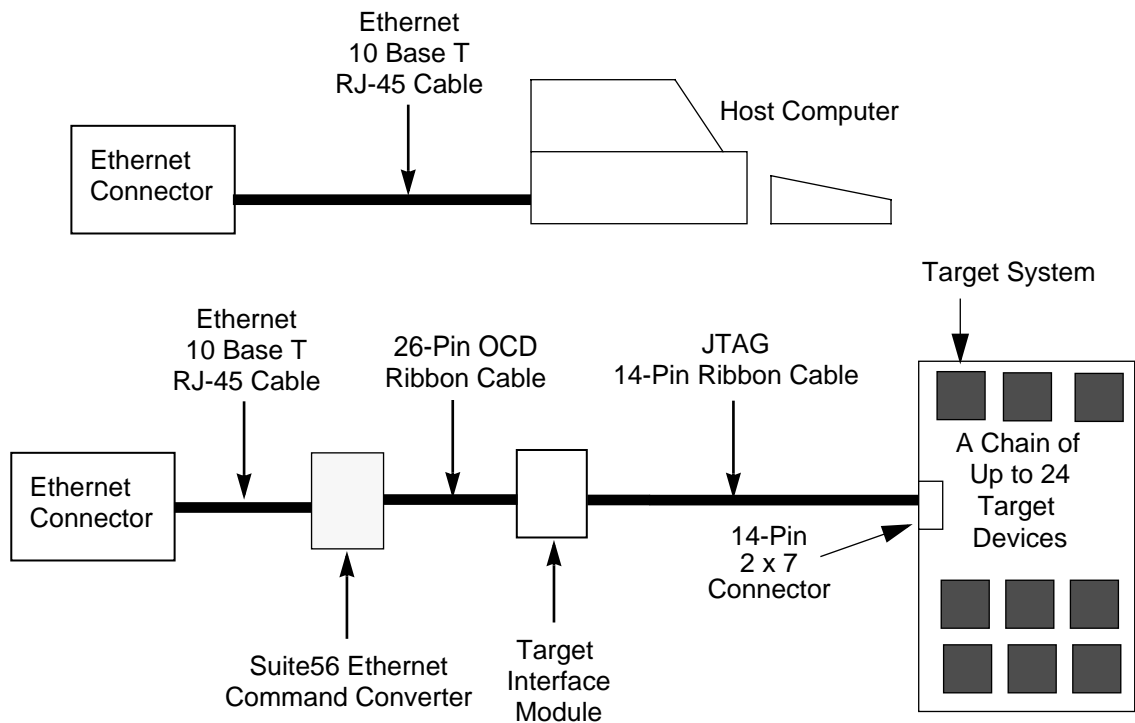 Ethernet
10 Base T
RJ-45 Cable
Host Computer
Ethernet
Connector
Target System
Ethernet
10 Base T
RJ-45 Cable
26-Pin OCD
Ribbon Cable
JTAG
14-Pin Ribbon Cable
A Chain of
Up to 24
Target
Devices
Ethernet
Connector
14-Pin
2 x 7
Connector
Suite56 Ethernet
Command Converter
Target
Interface
Module